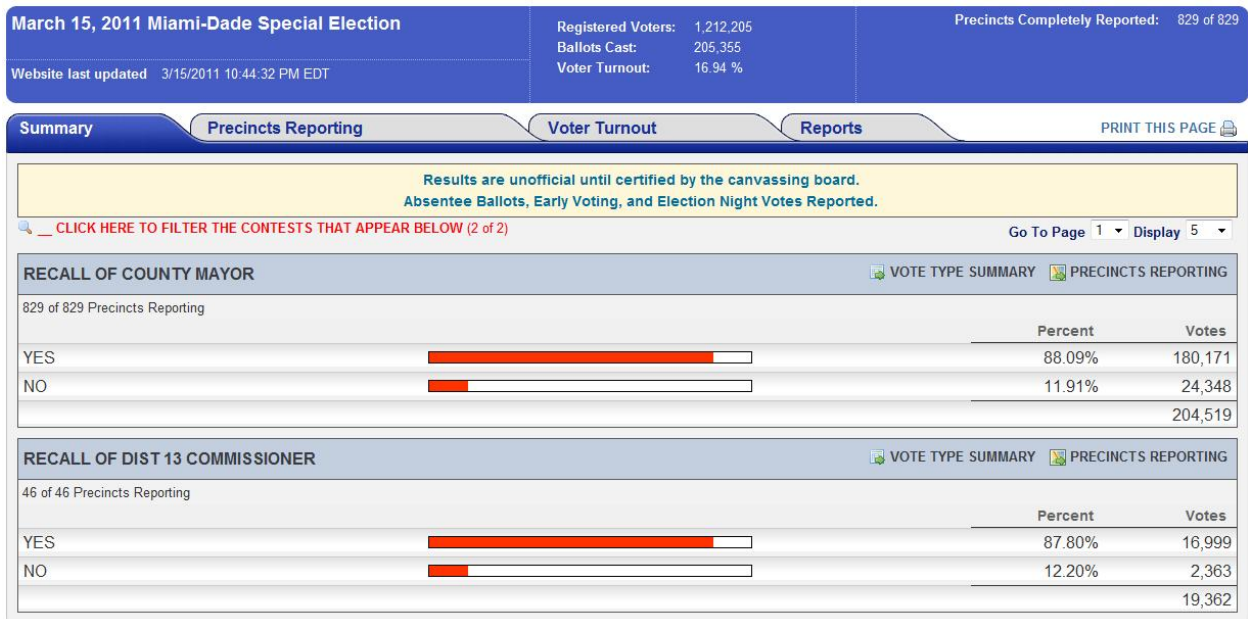 March 15, 2011 Miami-Dade Special Election
Website last updated 3/15/2011 10:44:32 PM EDT
Registered Voters: 1,212,205
Ballots Cast: 205,355
Voter Turnout: 16.94 %
Precincts Completely Reported: 829 of 829
Summary Precincts Reporting Voter Turnout Reports PRINT THIS PAGE
Results are unofficial until certified by the canvassing board.
Absentee Ballots, Early Voting, and Election Night Votes Reported.
__ CLICK HERE TO FILTER THE CONTESTS THAT APPEAR BELOW (2 of 2) Go To Page 1 Display 5
RECALL OF COUNTY MAYOR VOTE TYPE SUMMARY PRECINCTS REPORTING
829 of 829 Precincts Reporting
Percent Votes
YES 88.09% 180,171
NO 11.91% 24,348
204,519
RECALL OF DIST 13 COMMISSIONER VOTE TYPE SUMMARY PRECINCTS REPORTING
46 of 46 Precincts Reporting
Percent Votes
YES 87.80% 16,999
NO 12.20% 2,363
19,362